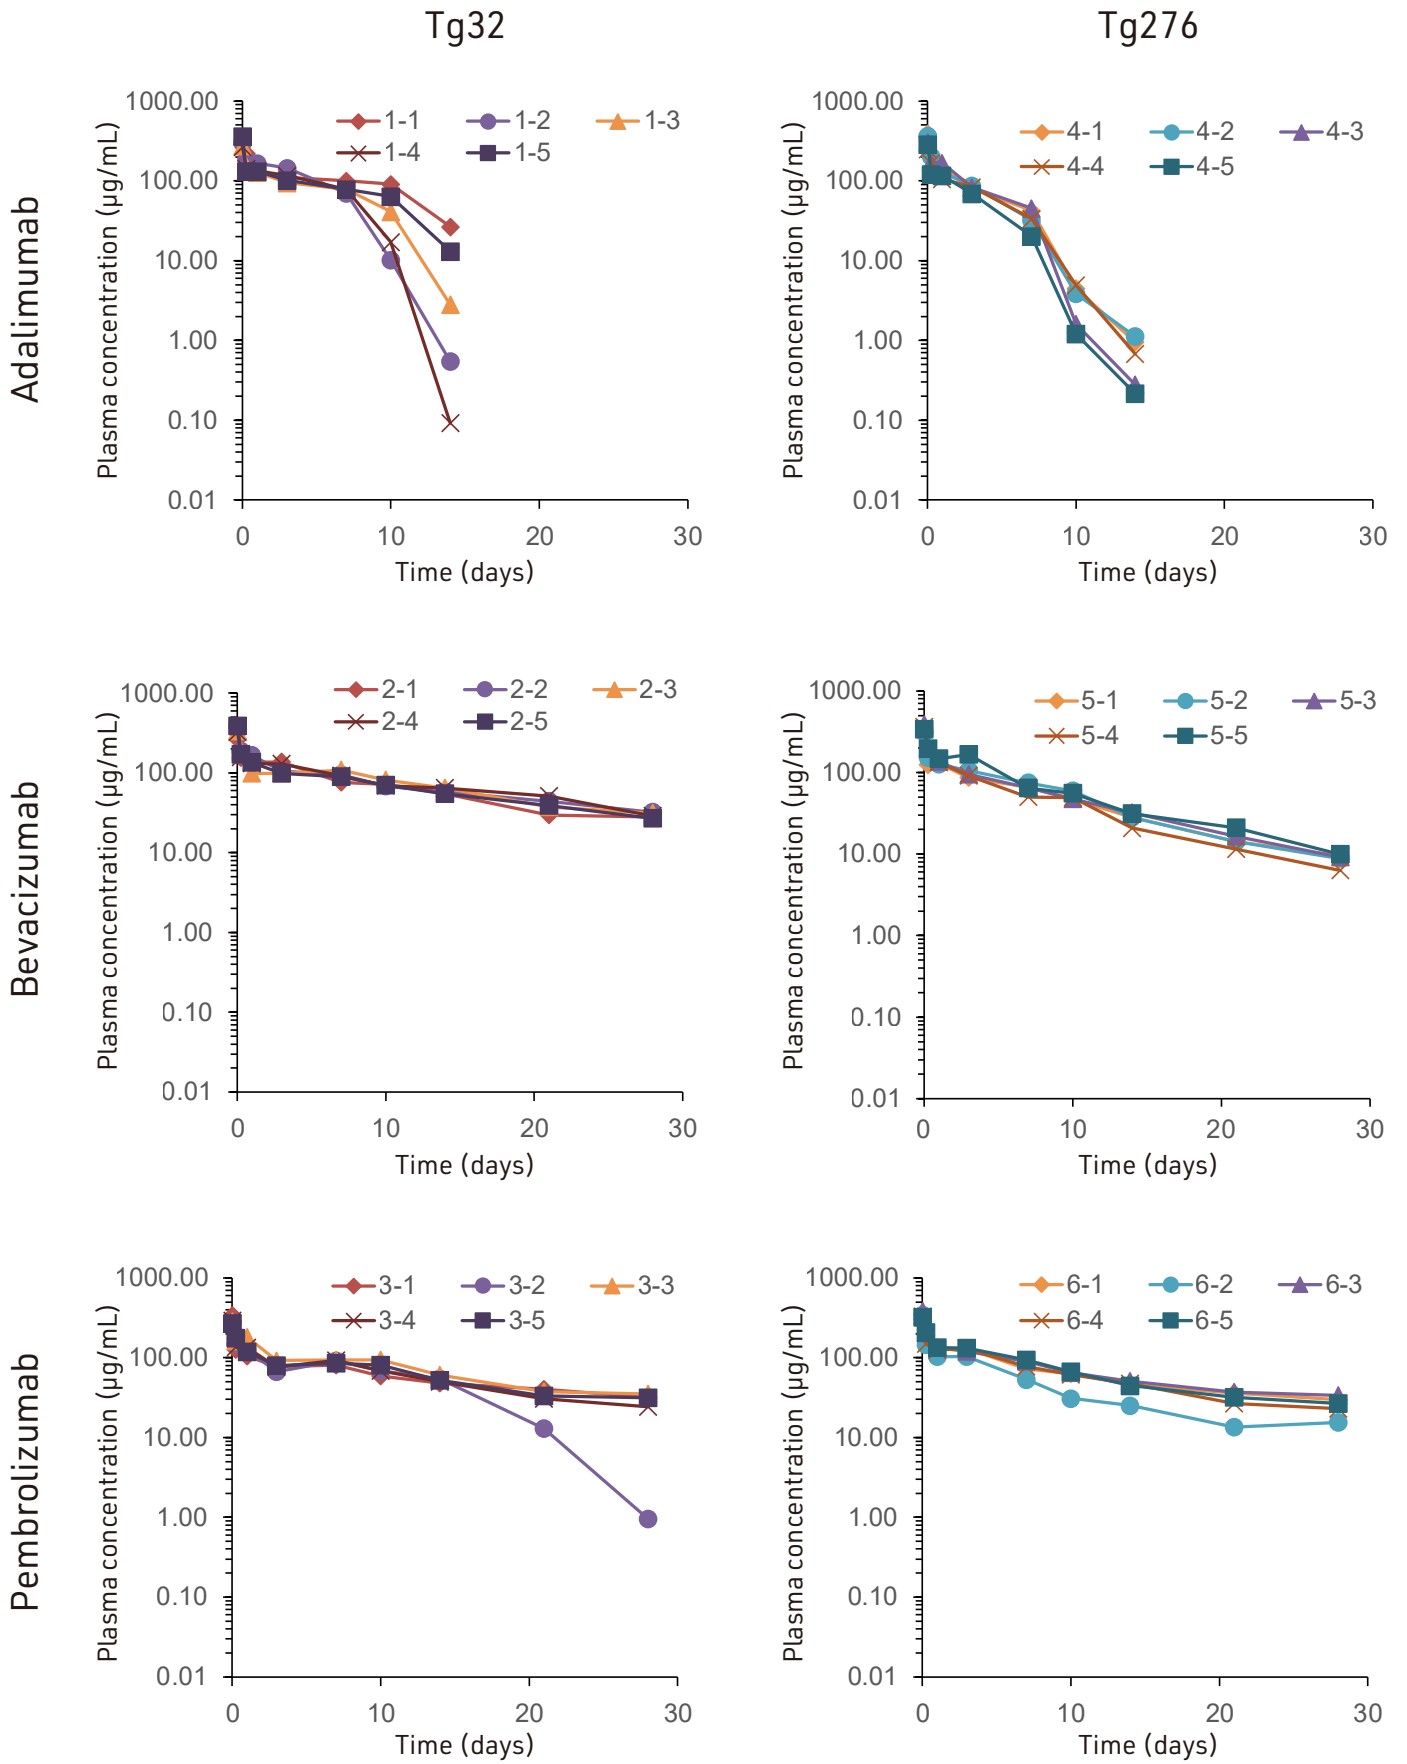 Tg32
Tg276
Adalimumab
Plasma concentration (µg/mL)
1000.00
100.00
10.00
1.00
0.10
0.01
1-1 1-2 1-3
1-4 1-5
0 10 20 30
Time (days)
Plasma concentration (µg/mL)
1000.00
100.00
10.00
1.00
0.10
0.01
4-1 4-2 4-3
4-4 4-5
0 10 20 30
Time (days)
Bevacizumab
Plasma concentration (µg/mL)
1000.00
100.00
10.00
1.00
0.10
0.01
2-1 2-2 2-3
2-4 2-5
0 10 20 30
Time (days)
Plasma concentration (µg/mL)
1000.00
100.00
10.00
1.00
0.10
0.01
5-1 5-2 5-3
5-4 5-5
0 10 20 30
Time (days)
Pembrolizumab
Plasma concentration (µg/mL)
1000.00
100.00
10.00
1.00
0.10
0.01
3-1 3-2 3-3
3-4 3-5
0 10 20 30
Time (days)
Plasma concentration (µg/mL)
1000.00
100.00
10.00
1.00
0.10
0.01
6-1 6-2 6-3
6-4 6-5
0 10 20 30
Time (days)